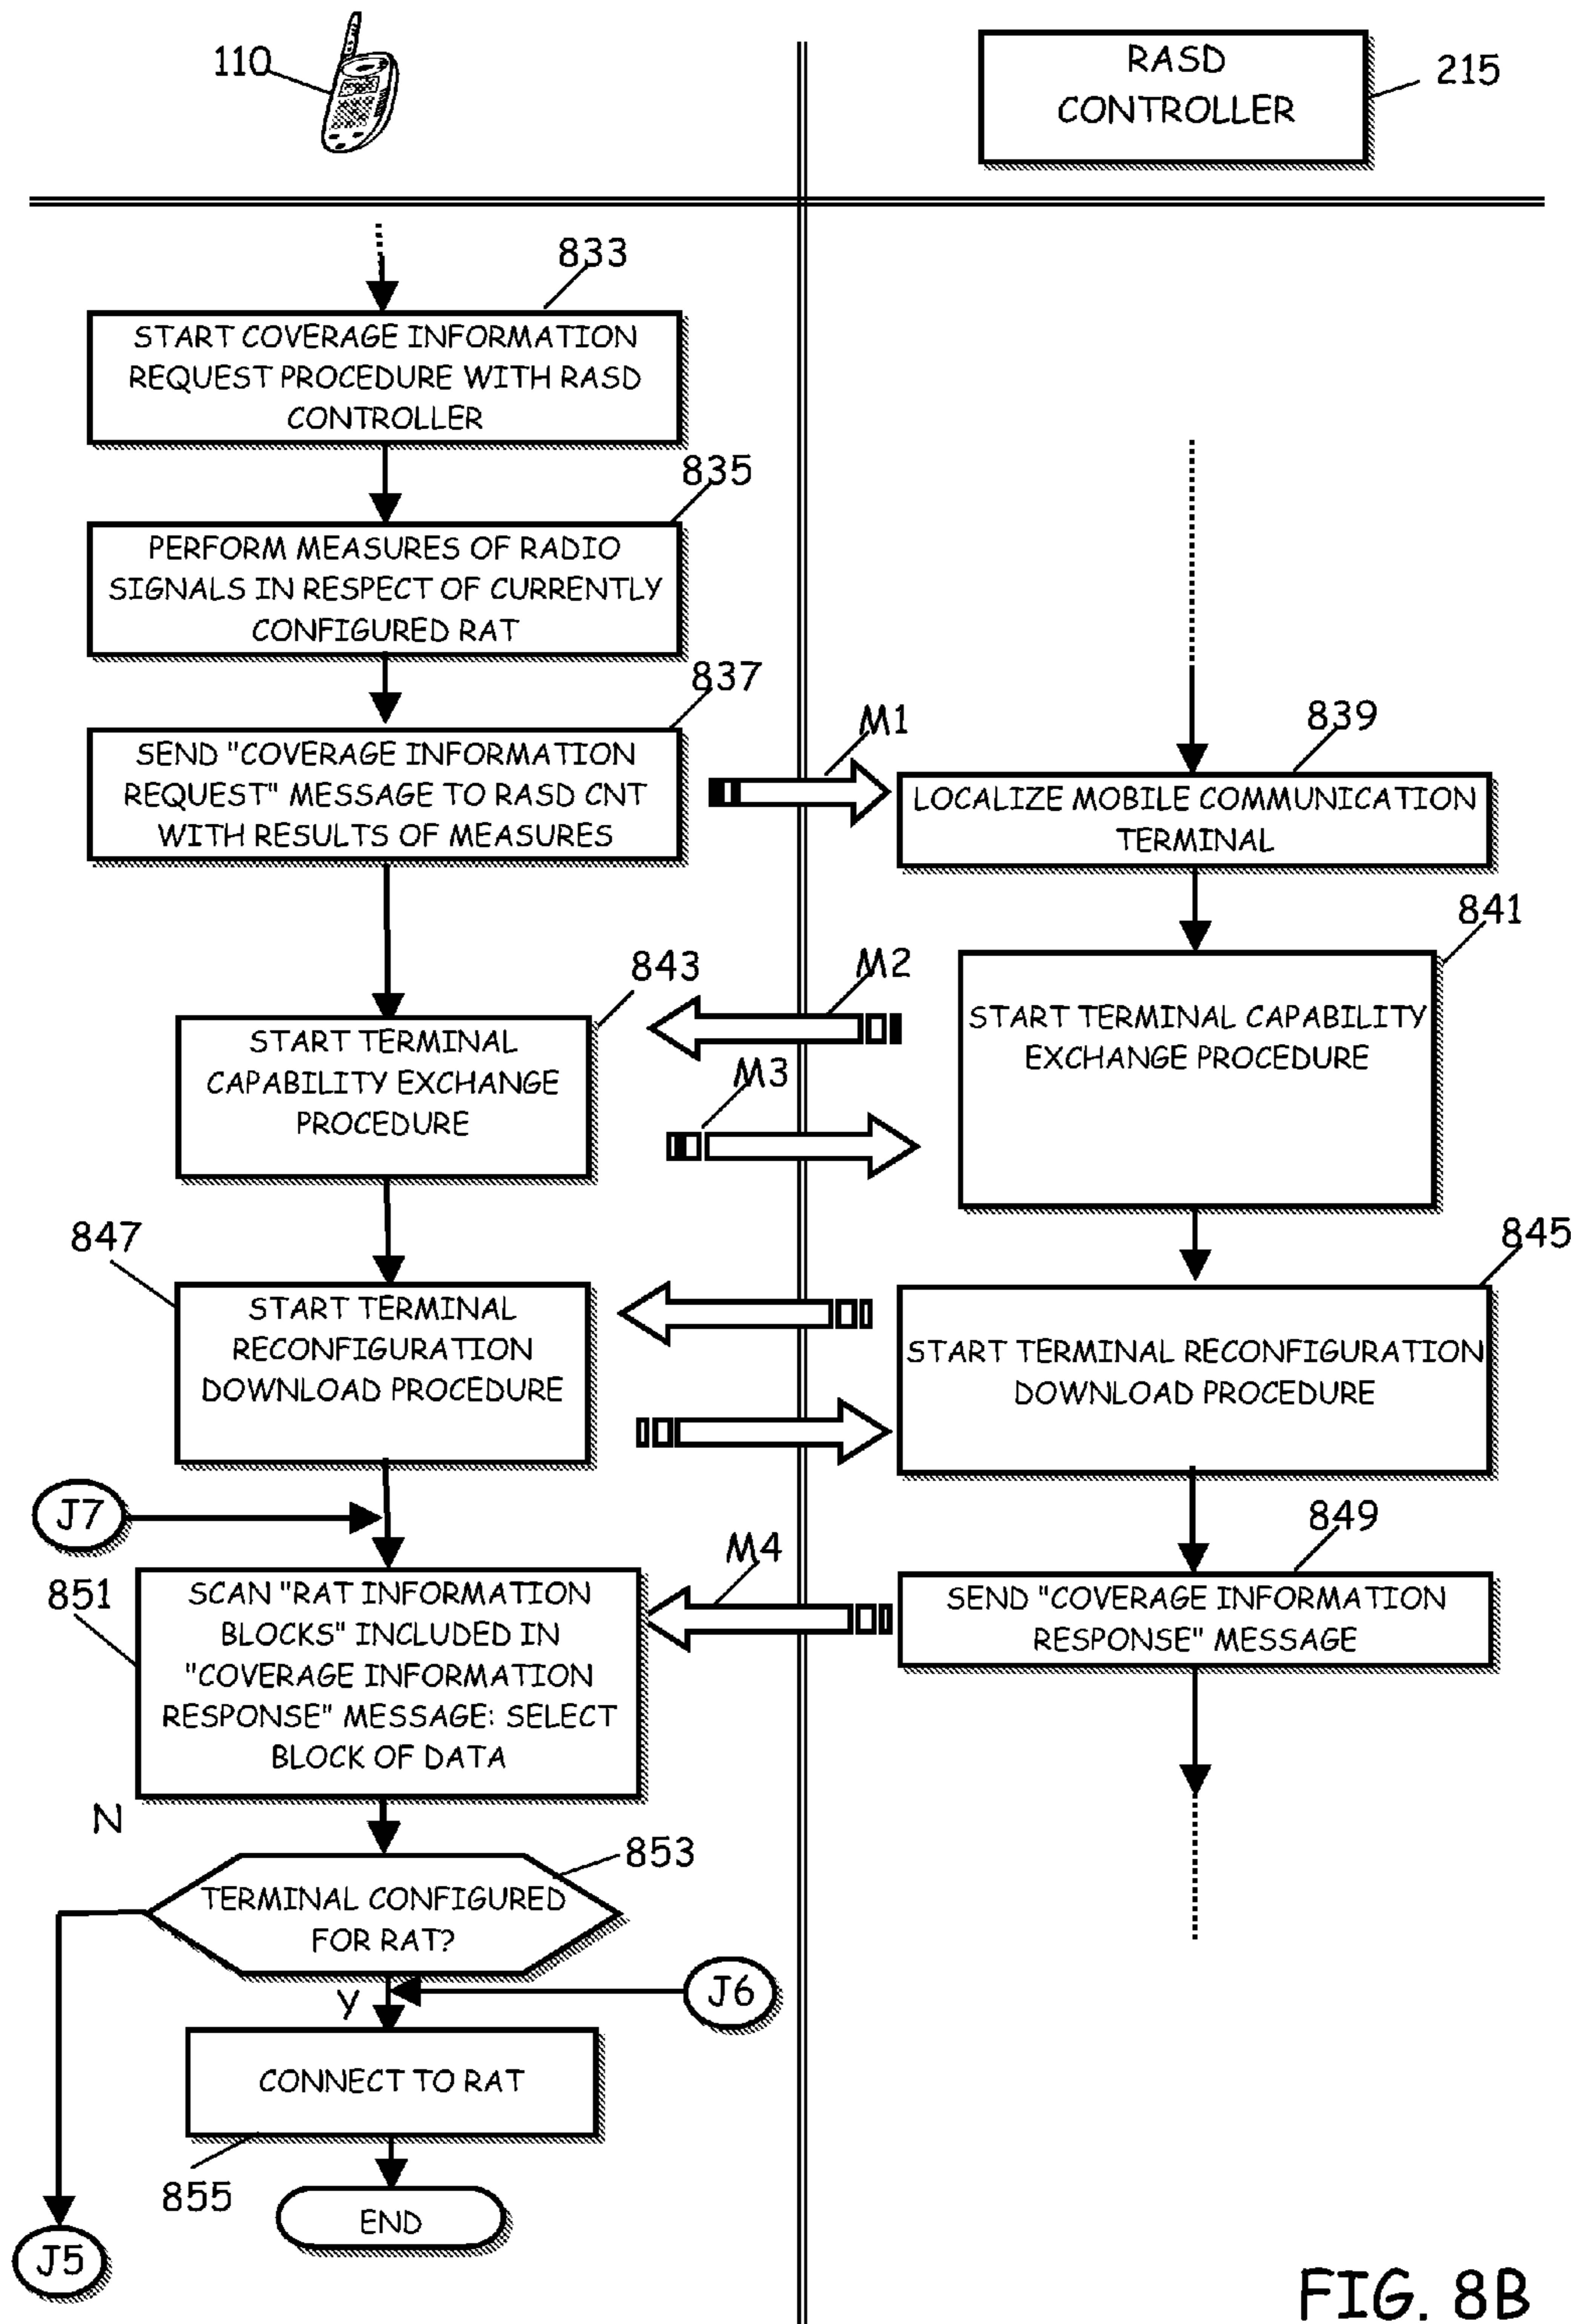 110
RASD
CONTROLLER
215
833
START COVERAGE INFORMATION
REQUEST PROCEDURE WITH RASD
CONTROLLER
835
PERFORM MEASURES OF RADIO
SIGNALS IN RESPECT OF CURRENTLY
CONFIGURED RAT
837
SEND "COVERAGE INFORMATION
REQUEST" MESSAGE TO RASD CNT
WITH RESULTS OF MEASURES
M1
839
LOCALIZE MOBILE COMMUNICATION
TERMINAL
841
START TERMINAL CAPABILITY
EXCHANGE PROCEDURE
M2
843
START TERMINAL
CAPABILITY EXCHANGE
PROCEDURE
M3
845
START TERMINAL RECONFIGURATION
DOWNLOAD PROCEDURE
847
START TERMINAL
RECONFIGURATION
DOWNLOAD PROCEDURE
J7
849
SEND "COVERAGE INFORMATION
RESPONSE" MESSAGE
M4
851
SCAN "RAT INFORMATION
BLOCKS" INCLUDED IN
"COVERAGE INFORMATION
RESPONSE" MESSAGE: SELECT
BLOCK OF DATA
N
853
TERMINAL CONFIGURED
FOR RAT?
Y
J6
CONNECT TO RAT
855
END
J5
FIG. 8B